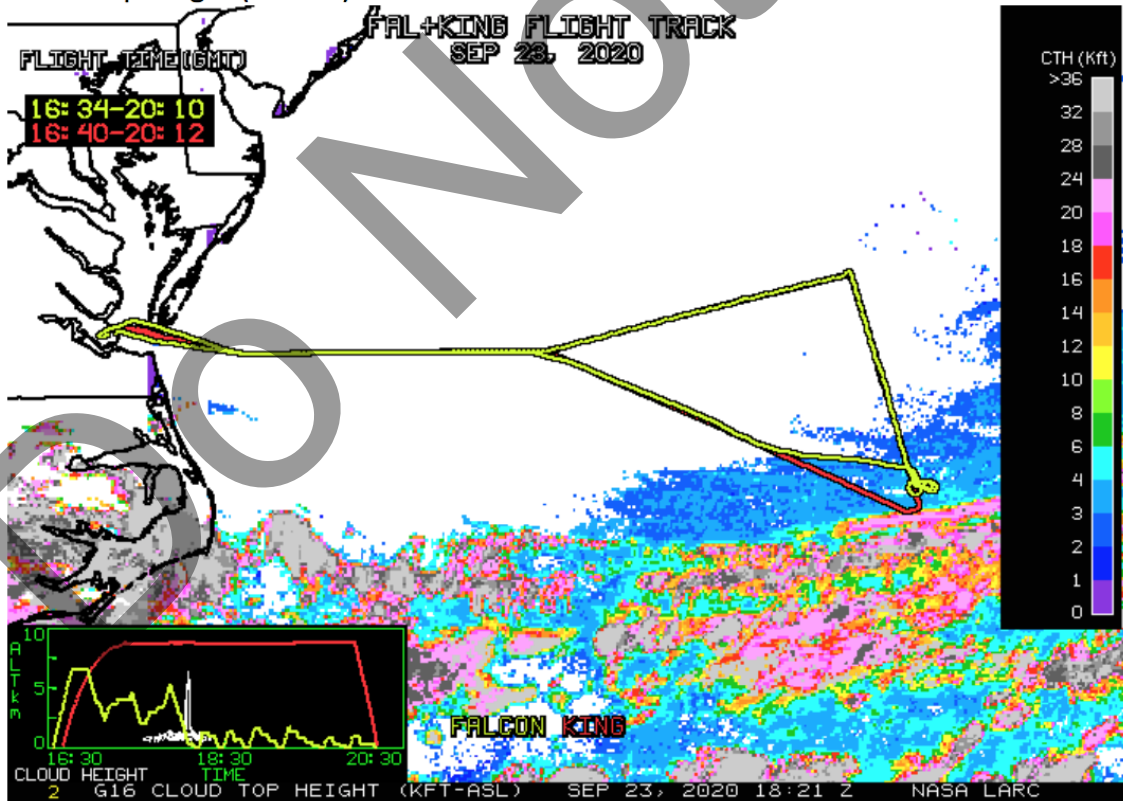 FAL+KING FLIGHT TRACK
SEP 23, 2020
FLIGHT TIME(GMT)
16:34-20:10
16:40-20:12
CTH (Kft)
>36
32
28
24
20
18
16
14
12
10
8
6
4
3
2
1
0
Do Not
10
ALT km
5
0
16:30 18:30 20:30
TIME
CLOUD HEIGHT
FALCON KING
2 G16 CLOUD TOP HEIGHT (KFT-ASL) SEP 23, 2020 18:21 Z NASA LARC